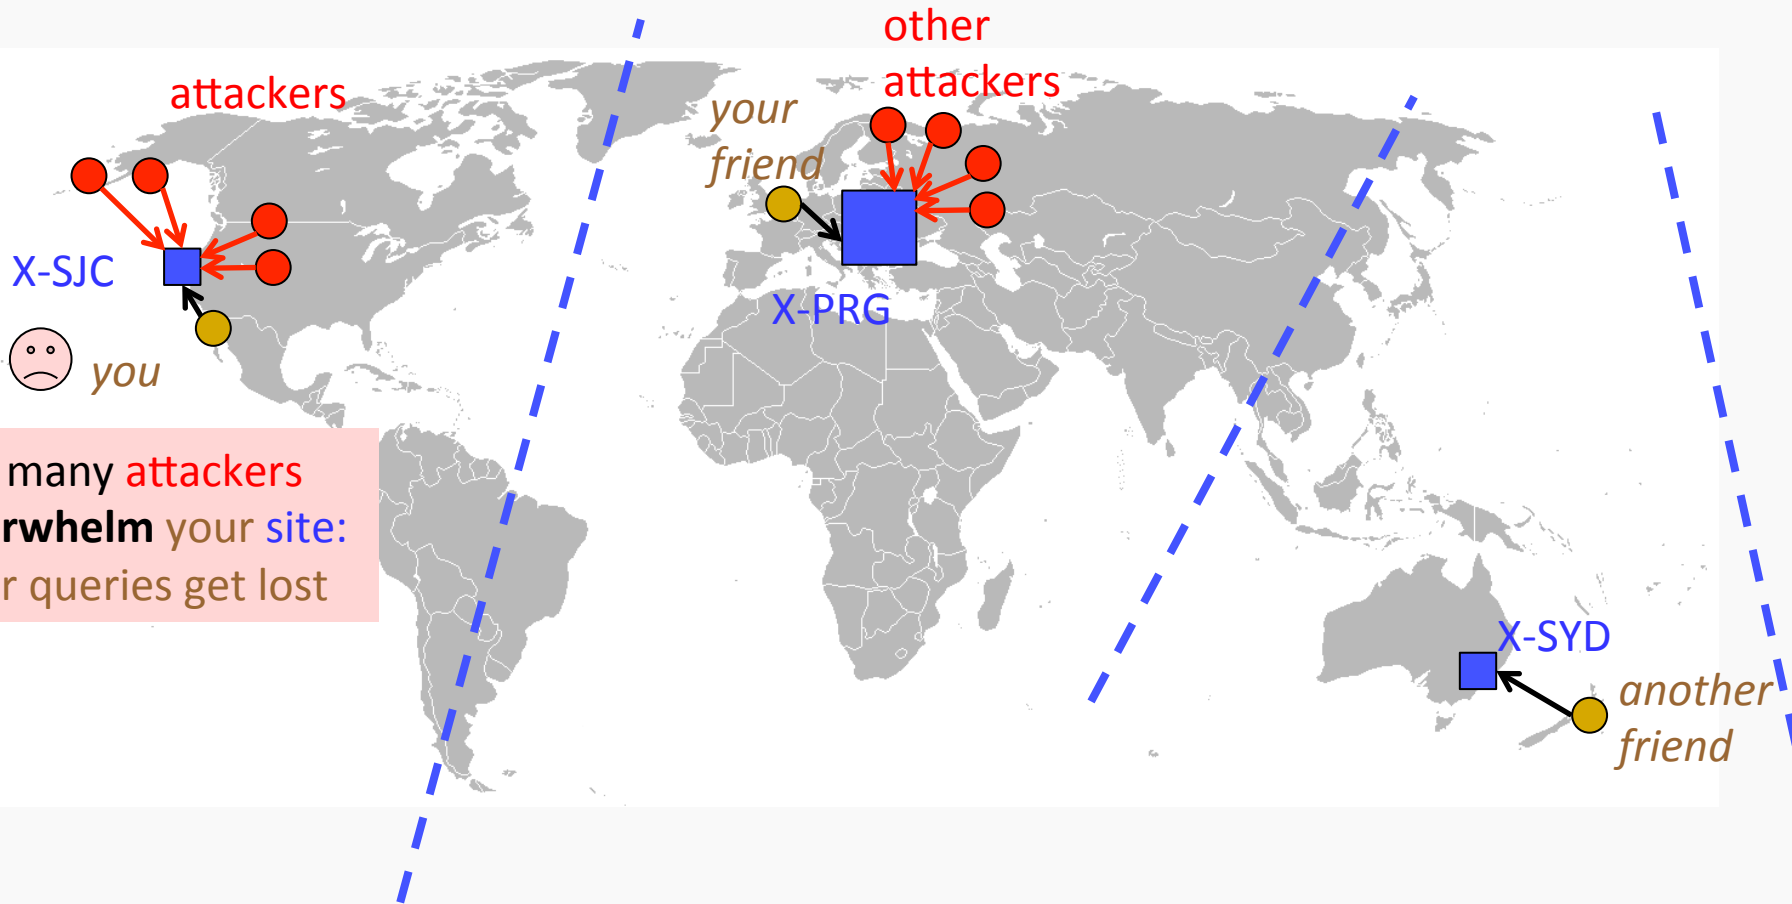 other
attackers
attackers
your
friend
X-SJC
X-PRG
you
many attackers
rwhelm your site:
r queries get lost
X-SYD
another
friend